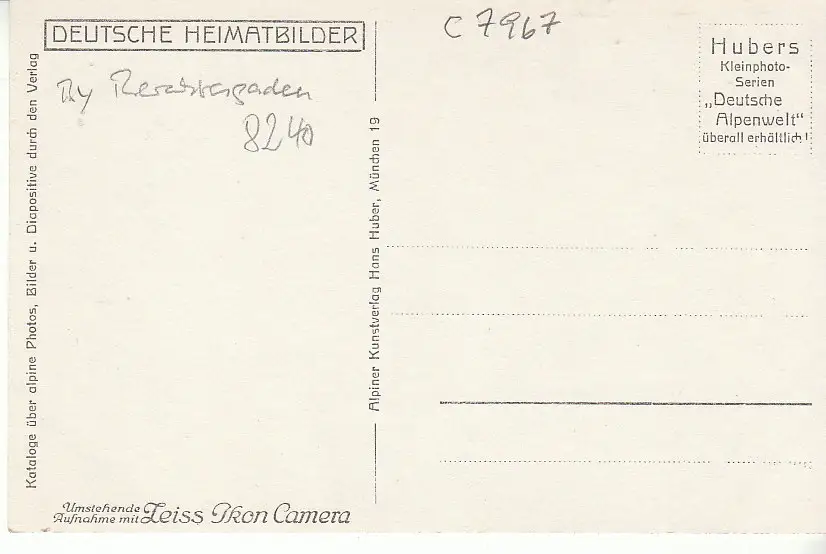 DEUTSCHE HEIMATBILDER
C 7967
By Berchtesgaden
8240
Hubers
Kleinphoto-
Serien
„Deutsche
Alpenwelt“
überall erhältlich!
Kataloge über alpine Photos, Bilder u. Diapositive durch den Verlag
Alpiner Kunstverlag Hans Huber, München 19
Umstehende
Aufnahme mit Zeiss Ikon Camera